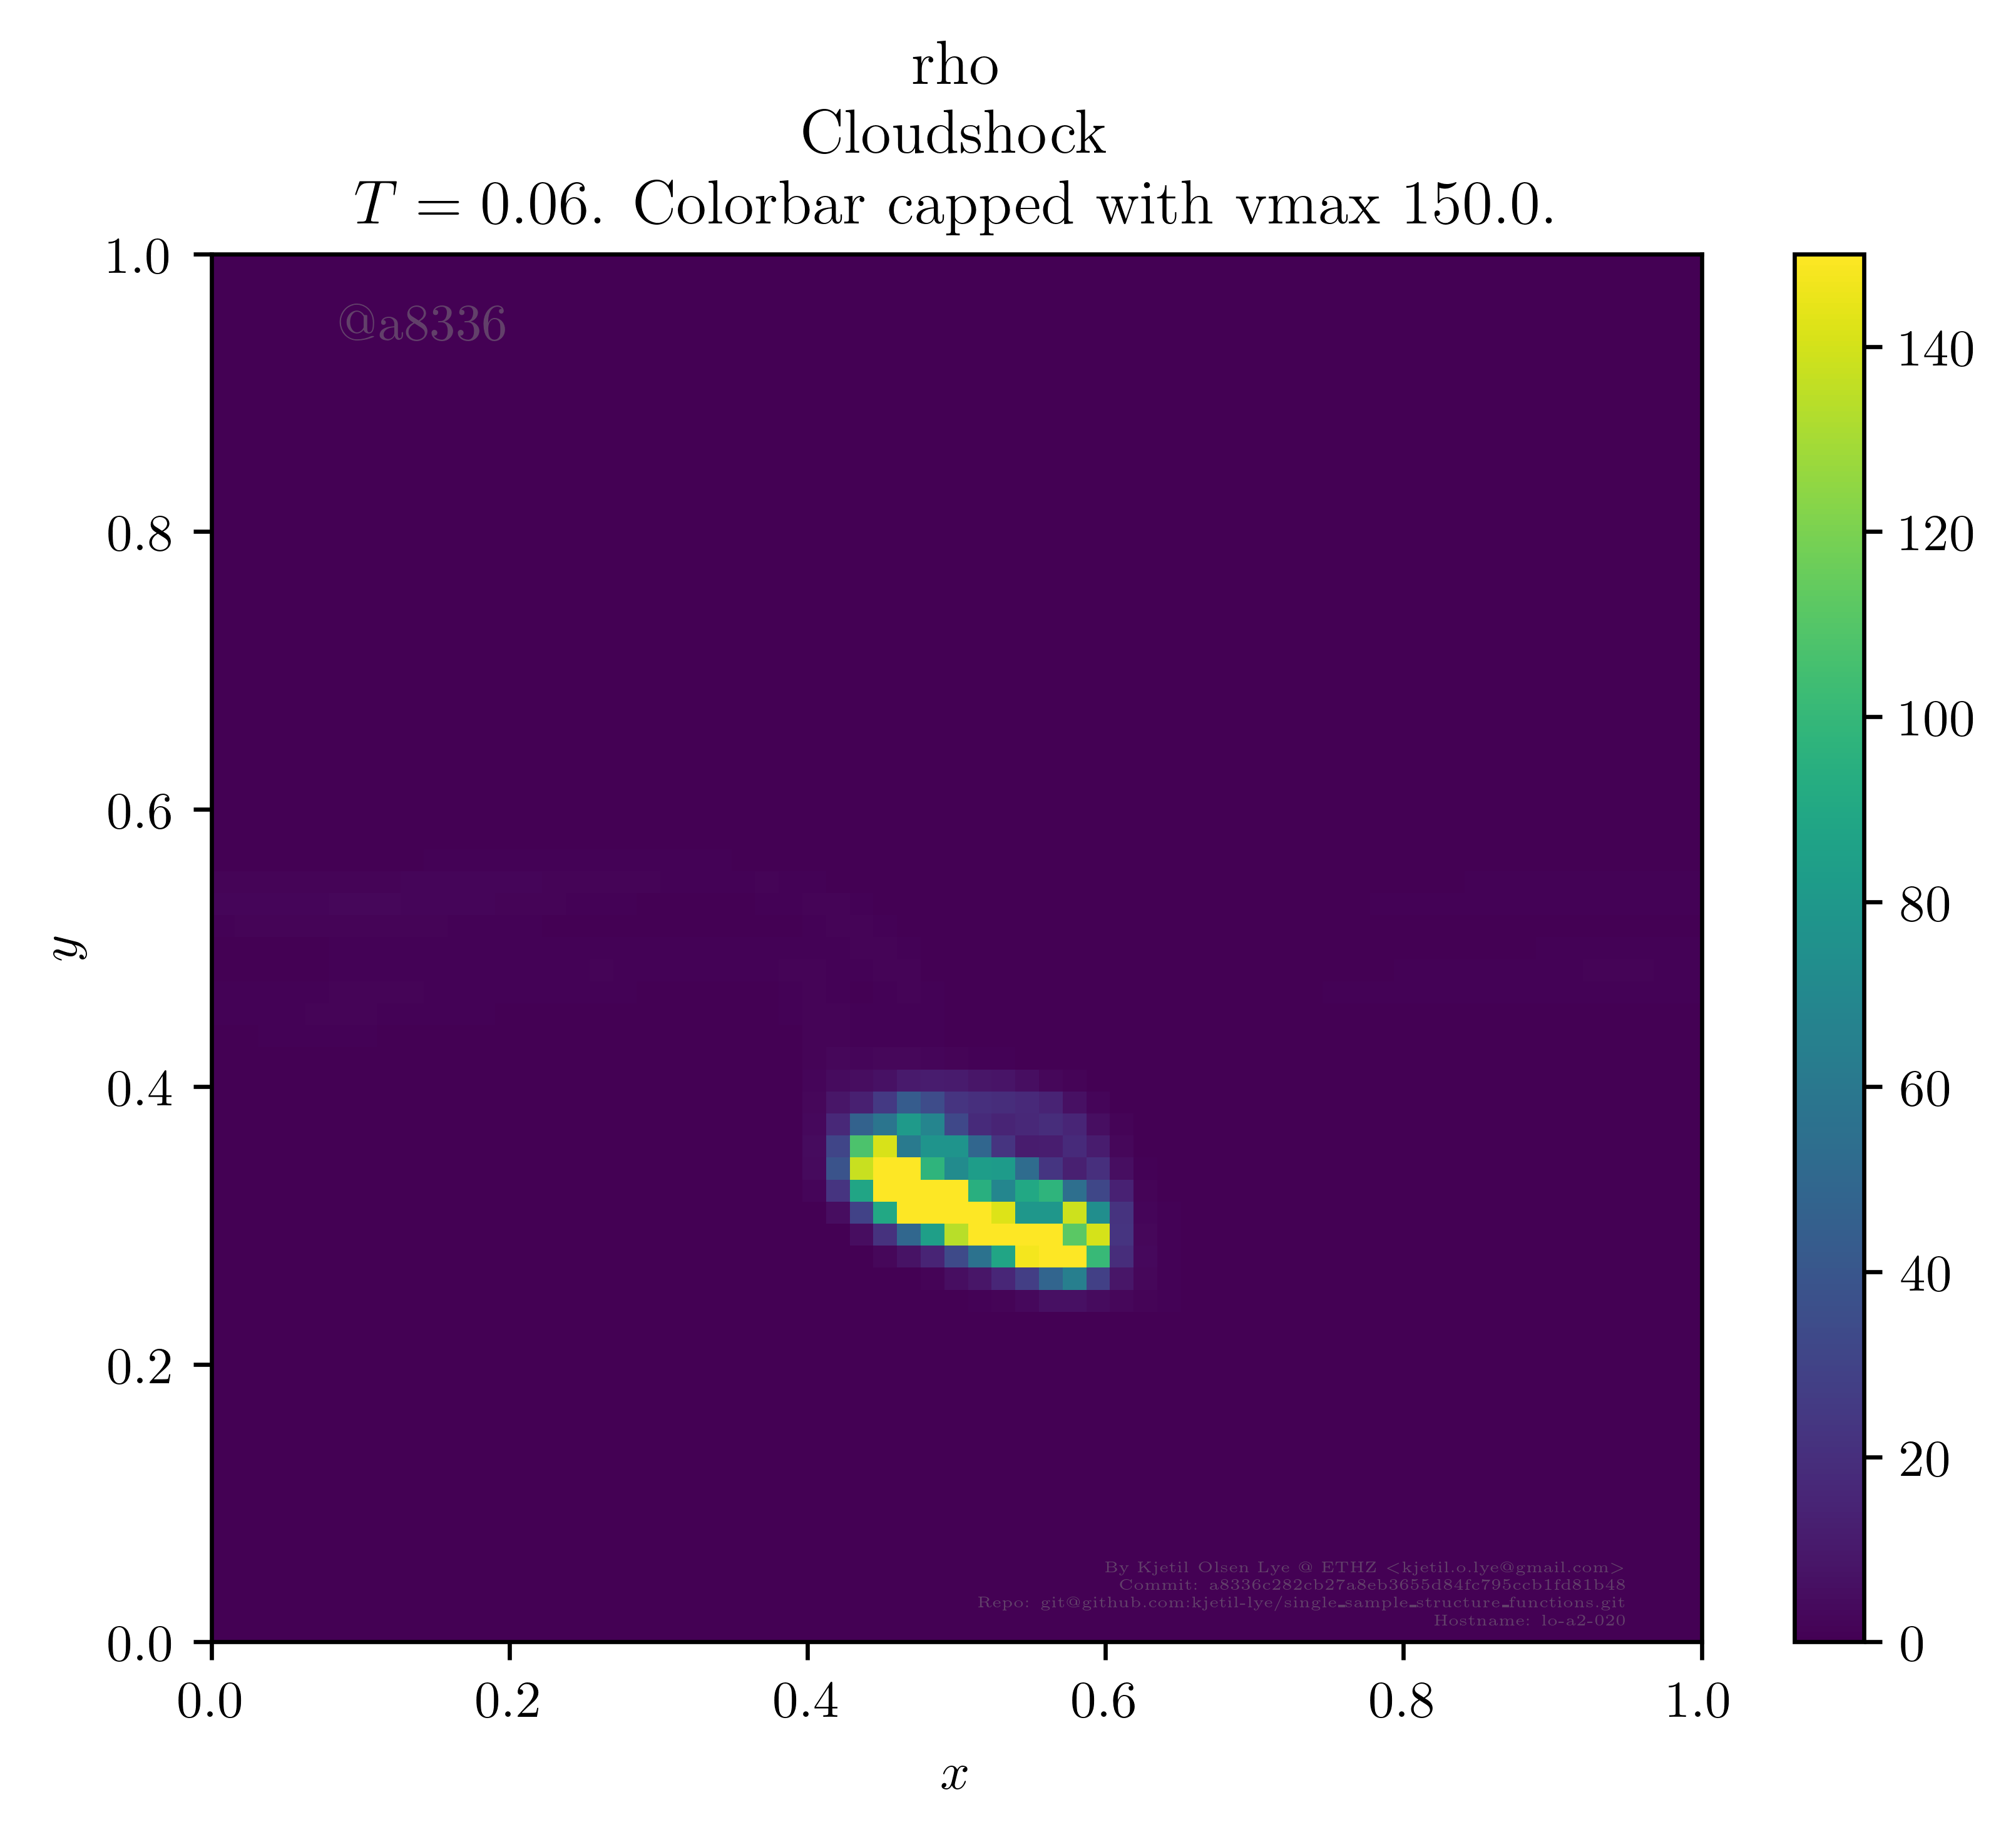 rho
Cloudshock
T = 0.06. Colorbar capped with vmax 150.0.
1.0
@a8336
140
0.8
120
100
0.6
80
y
60
0.4
40
0.2
20
By Kjetil Olsen Lye @ ETHZ <kjetil.o.lye@gmail.com>
Commit: a8336c282cb27a8eb3655d84fc795ccb1fd81b48
Repo: git@github.com:kjetil-lye/single_sample_structure_functions.git
Hostname: lo-a2-020
0.0
0
0.0 0.2 0.4 0.6 0.8 1.0
x